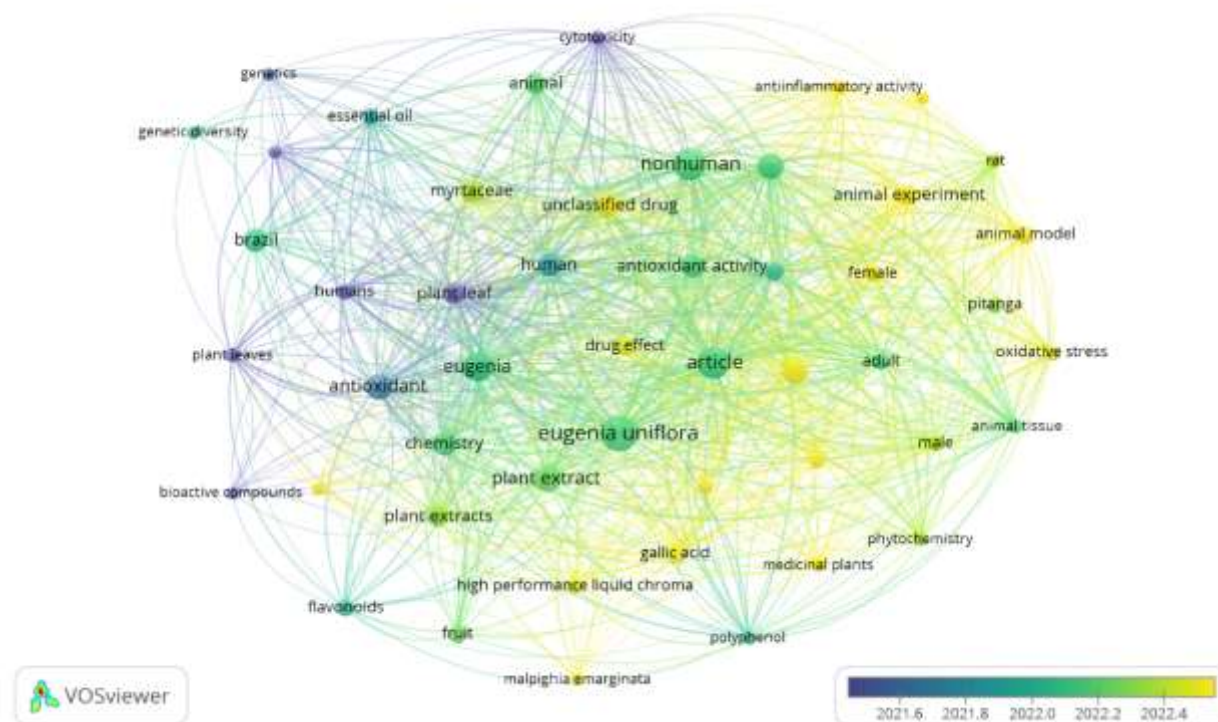 cytotoxicity
genetics
animal
antiinflammatory activity
essential oil
genetic diversity
nonhuman
rat
myrtaceae
animal experiment
unclassified drug
brazil
animal model
human
antioxidant activity
female
humans
plant leaf
pitanga
drug effect
plant leaves
oxidative stress
eugenia
article
adult
antioxidant
animal tissue
eugenia uniflora
chemistry
male
plant extract
bioactive compounds
plant extracts
phytochemistry
gallic acid
medicinal plants
high performance liquid chroma
flavonoids
fruit
polyphenol
malpighia emarginata
VOSviewer
2021.6 2021.8 2022.0 2022.2 2022.4